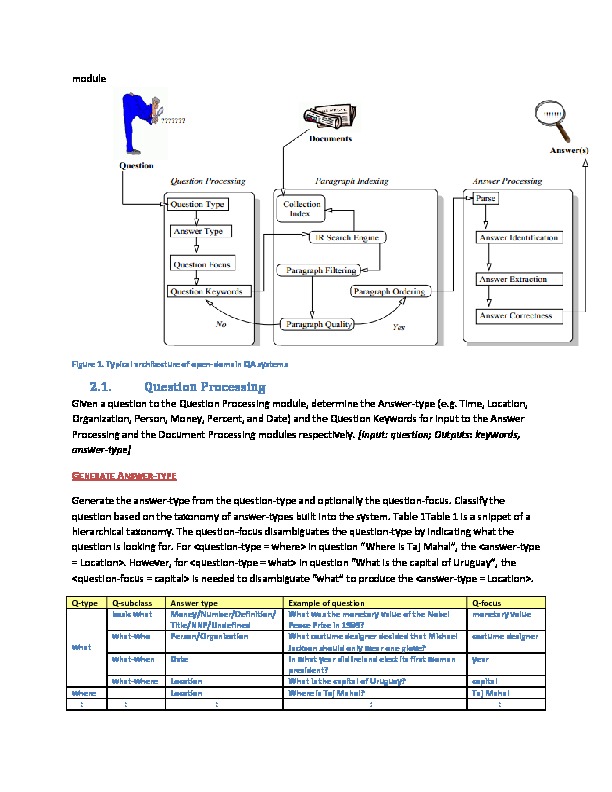 module
???????
Question
Documents
???????
Answer(s)
Question Processing
Paragraph Indexing
Answer Processing
Question Type
Answer Type
Question Focus
Question Keywords
Collection
Index
IR Search Engine
Paragraph Filtering
Paragraph Ordering
Paragraph Quality
No
Yes
Parse
Answer Identification
Answer Extraction
Answer Correctness
Figure 1. Typical architecture of open-domain QA systems
2.1. Question Processing
Given a question to the Question Processing module, determine the Answer-type (e.g. Time, Location,
Organization, Person, Money, Percent, and Date) and the Question Keywords for input to the Answer
Processing and the Document Processing modules respectively. [Input: question; Outputs: keywords,
answer-type]
GENERATE ANSWER-TYPE
Generate the answer-type from the question-type and optionally the question-focus. Classify the
question based on the taxonomy of answer-types built into the system. Table 1Table 1 is a snippet of a
hierarchical taxonomy. The question-focus disambiguates the question-type by indicating what the
question is looking for. For <question-type = where> in question "Where is Taj Mahal", the <answer-type
= Location>. However, for <question-type = what> in question "What is the capital of Uruguay", the
<question-focus = capital> is needed to disambiguate "what" to produce the <answer-type = Location>.
Q-type Q-subclass Answer type Example of question Q-focus
what
basic what Money/Number/Definition/ What was the monetary value of the Nobel monetary value
Title/NNP/Undefined Peace Prize in 1989?
what-who Person/Organization What costume designer decided that Michael costume designer
Jackson should only wear one glove?
what-when Date In what year did Ireland elect its first woman year
president?
what-where Location What is the capital of Uruguay? capital
where Location Where is Taj Mahal? Taj Mahal
: : : : :